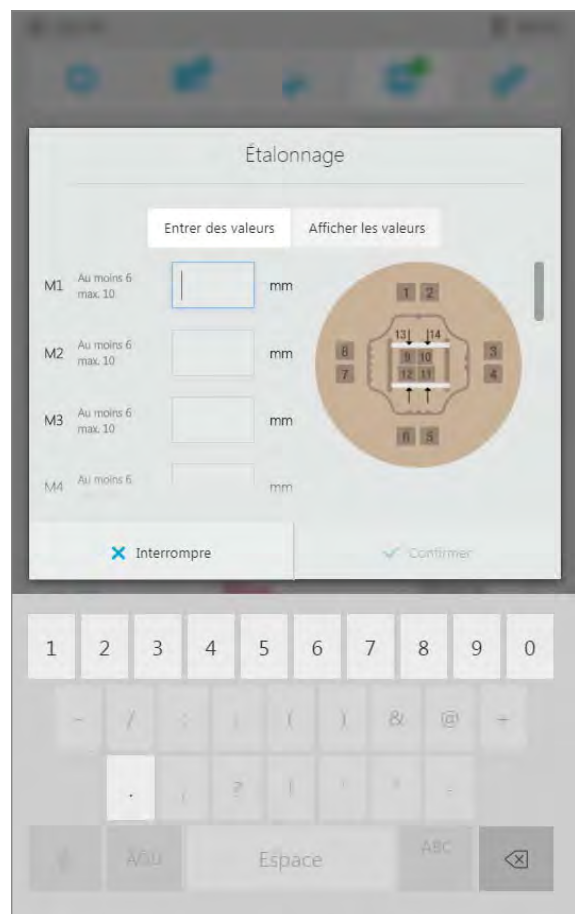 Étalonnage
Entrer des valeurs Afficher les valeurs
M1 Au moins 6 mm
max. 10
M2 Au moins 6 mm
max. 10
M3 Au moins 6 mm
max. 10
M4 Au moins 6 mm
1 2
13 14
8 9 10 3
7 12 11 4
6 5
Interrompre Confirmer
1 2 3 4 5 6 7 8 9 0
- / : ; ( ) & @ +
. , ? !
ÄÖÜ Espace ABC